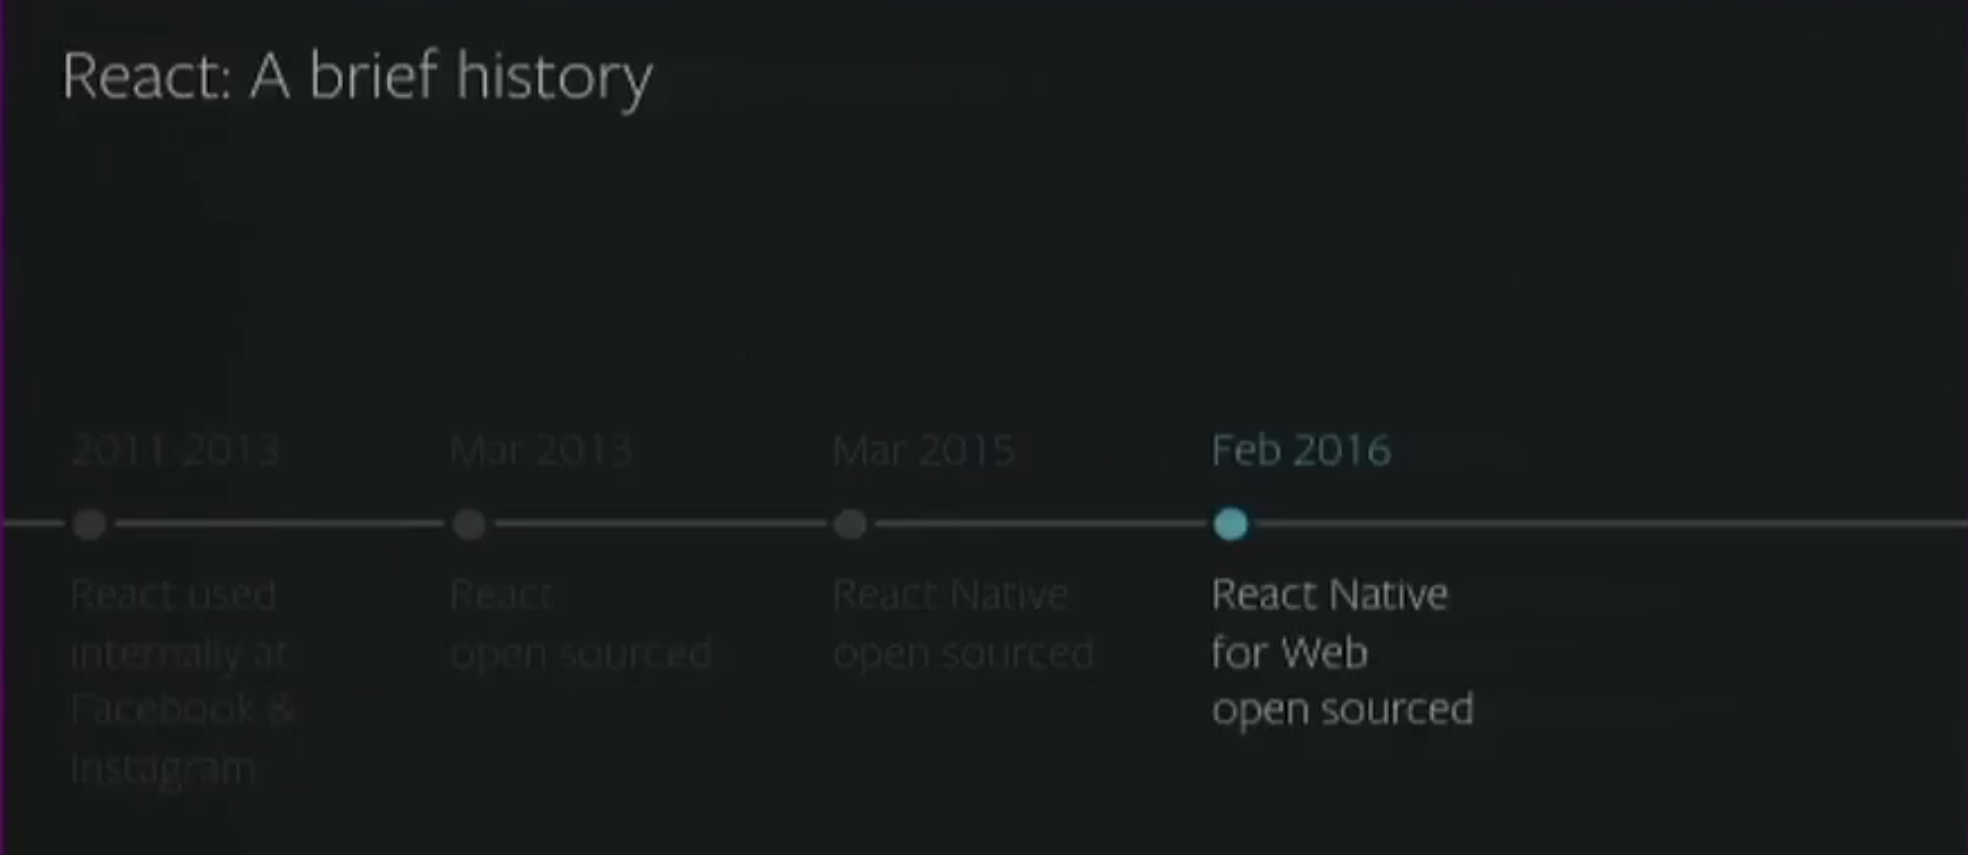 React: A brief history
2011-2013
Mar 2013
Mar 2015
Feb 2016
React used
internally at
Facebook &
Instagram
React
open sourced
React Native
open sourced
React Native
for Web
open sourced